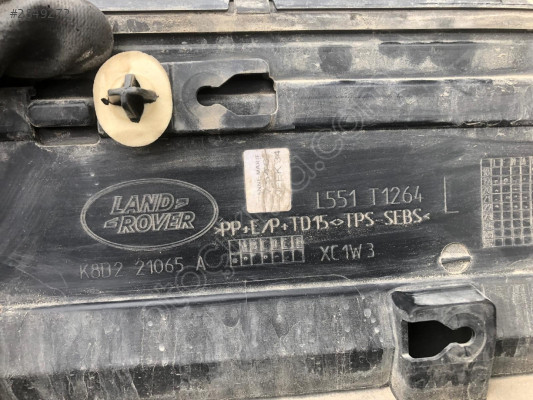 LAND
ROVER
L551 T1264
L
>PP+E/P+TD15<>TPS-SEBS<
K8D2 21065 A
XC1W3